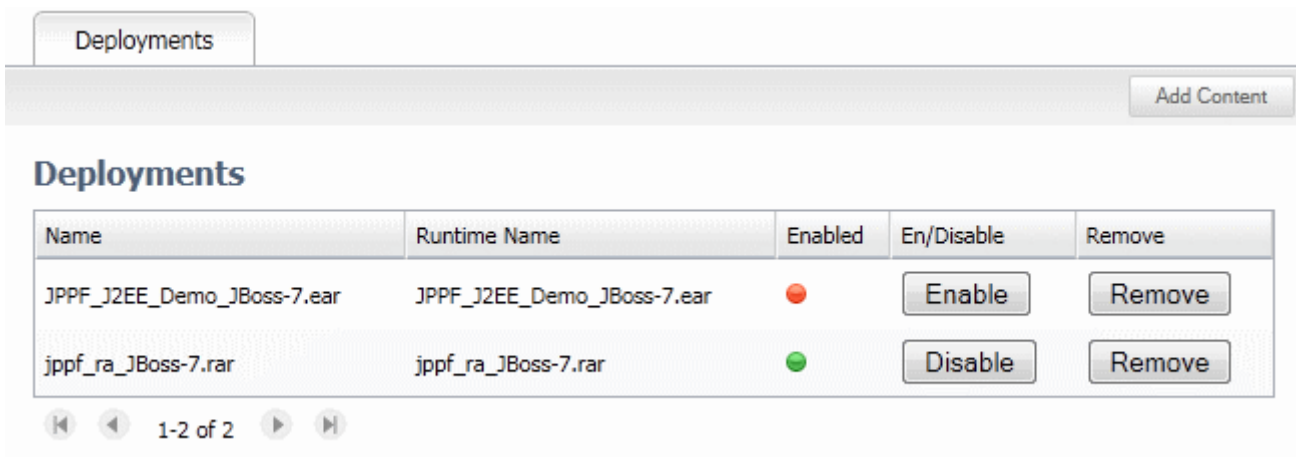 Deployments
Add Content
Deployments
Name Runtime Name Enabled En/Disable Remove
JPPF_J2EE_Demo_JBoss-7.ear JPPF_J2EE_Demo_JBoss-7.ear Enable Remove
jppf_ra_JBoss-7.rar jppf_ra_JBoss-7.rar Disable Remove
1-2 of 2